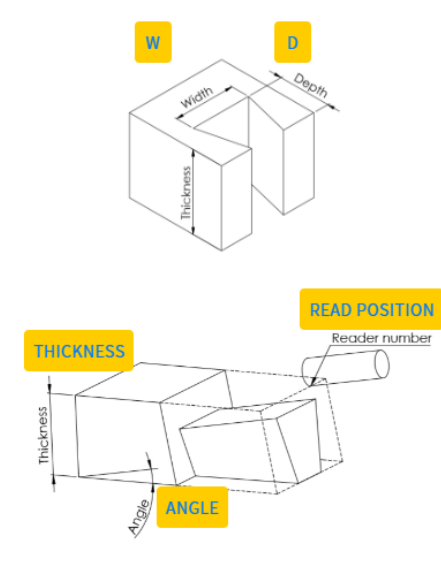 W
D
Width
Depth
Thickness
READ POSITION
Reader number
THICKNESS
Thickness
ANGLE
Angle